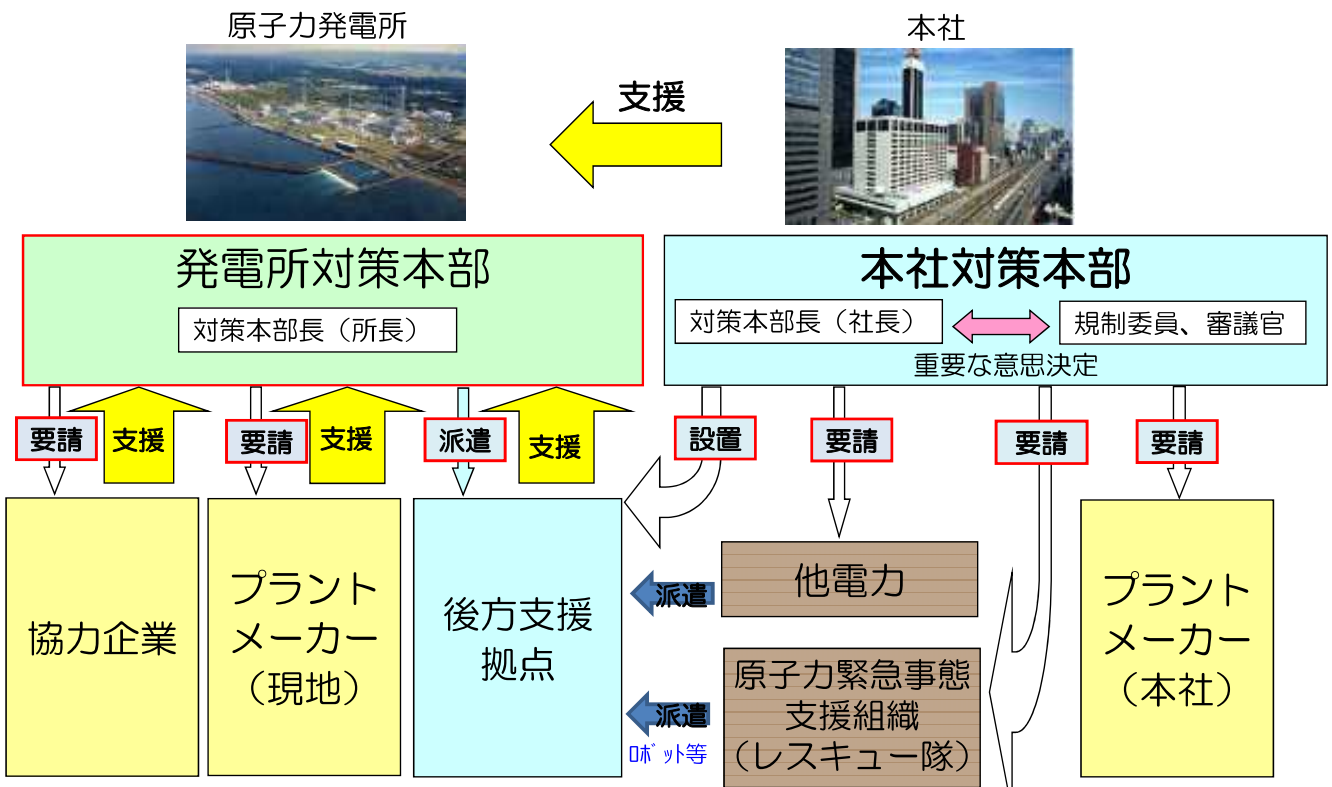 原子力発電所
本社
支援
発電所対策本部
対策本部長（所長）
本社対策本部
対策本部長（社長）
規制委員、審議官
重要な意思決定
要請
支援
要請
支援
派遣
支援
設置
要請
要請
要請
協力企業
プラント
メーカー
（現地）
後方支援
拠点
派遣
他電力
派遣
ﾛﾎﾞｯﾄ等
原子力緊急事態
支援組織
（レスキュー隊）
プラント
メーカー
（本社）